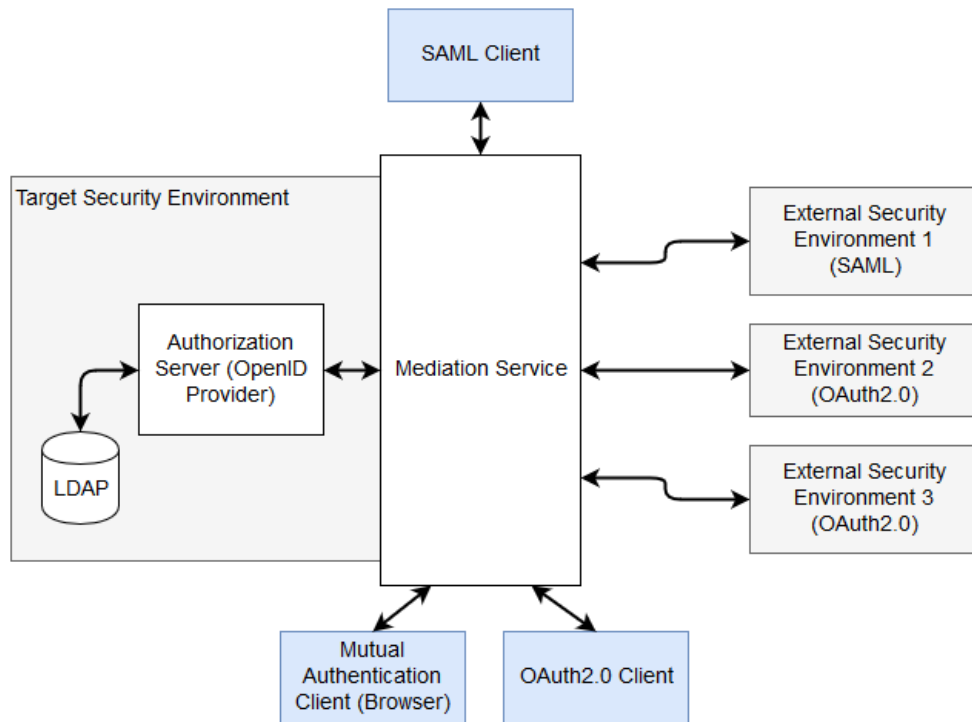 SAML Client
Target Security Environment
External Security
Environment 1
(SAML)
Authorization
Server (OpenID
Provider)
Mediation Service
External Security
Environment 2
(OAuth2.0)
LDAP
External Security
Environment 3
(OAuth2.0)
Mutual
Authentication
Client (Browser)
OAuth2.0 Client